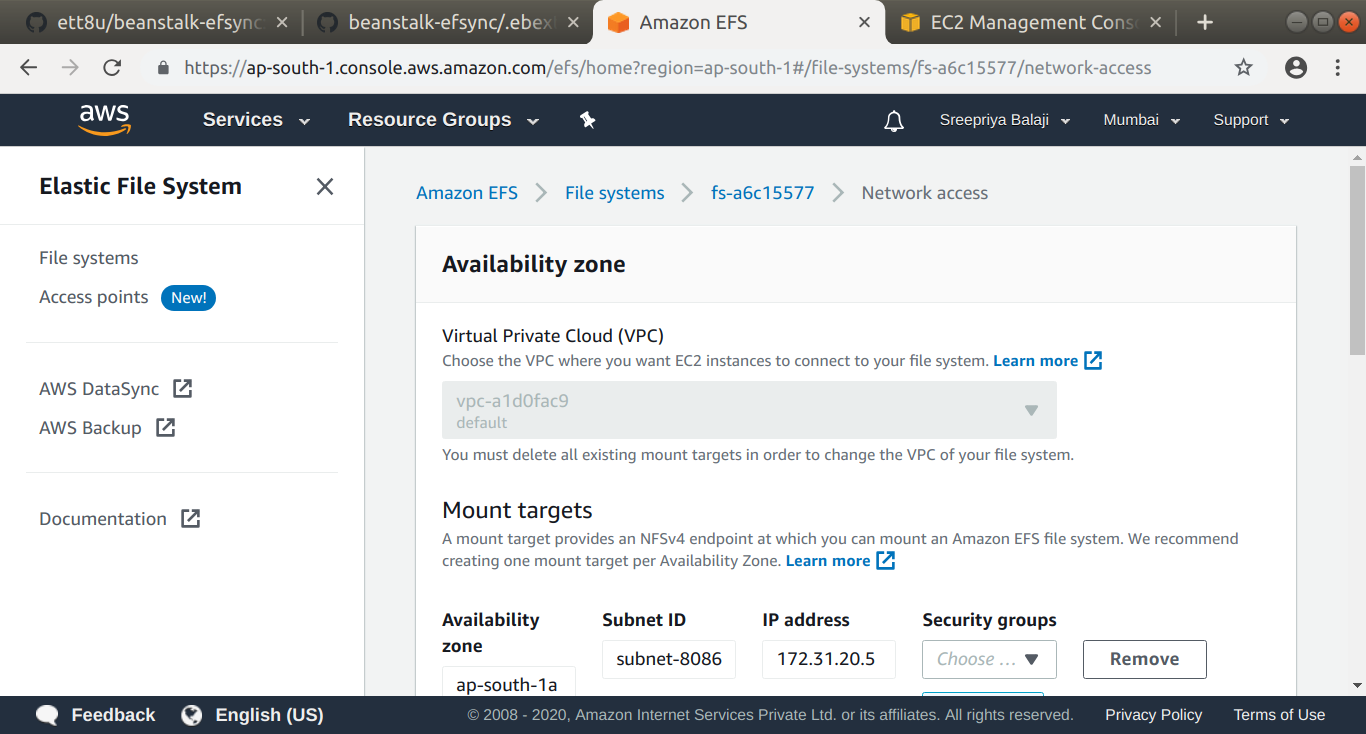 ett8u/beanstalk-efsync
beanstalk-efsync/.ebex
Amazon EFS
EC2 Management Cons
https://ap-south-1.console.aws.amazon.com/efs/home?region=ap-south-1#/file-systems/fs-a6c15577/network-access
aws
Services
Resource Groups
Sreepriya Balaji
Mumbai
Support
Elastic File System
File systems
Access points New!
AWS DataSync
AWS Backup
Documentation
Amazon EFS
File systems
fs-a6c15577
Network access
Availability zone
Virtual Private Cloud (VPC)
Choose the VPC where you want EC2 instances to connect to your file system. Learn more
vpc-a1d0fac9
default
You must delete all existing mount targets in order to change the VPC of your file system.
Mount targets
A mount target provides an NFSv4 endpoint at which you can mount an Amazon EFS file system. We recommend
creating one mount target per Availability Zone. Learn more
Availability
zone
Subnet ID
IP address
Security groups
ap-south-1a
subnet-8086
172.31.20.5
Choose ...
Remove
Feedback
English (US)
© 2008 - 2020, Amazon Internet Services Private Ltd. or its affiliates. All rights reserved.
Privacy Policy
Terms of Use